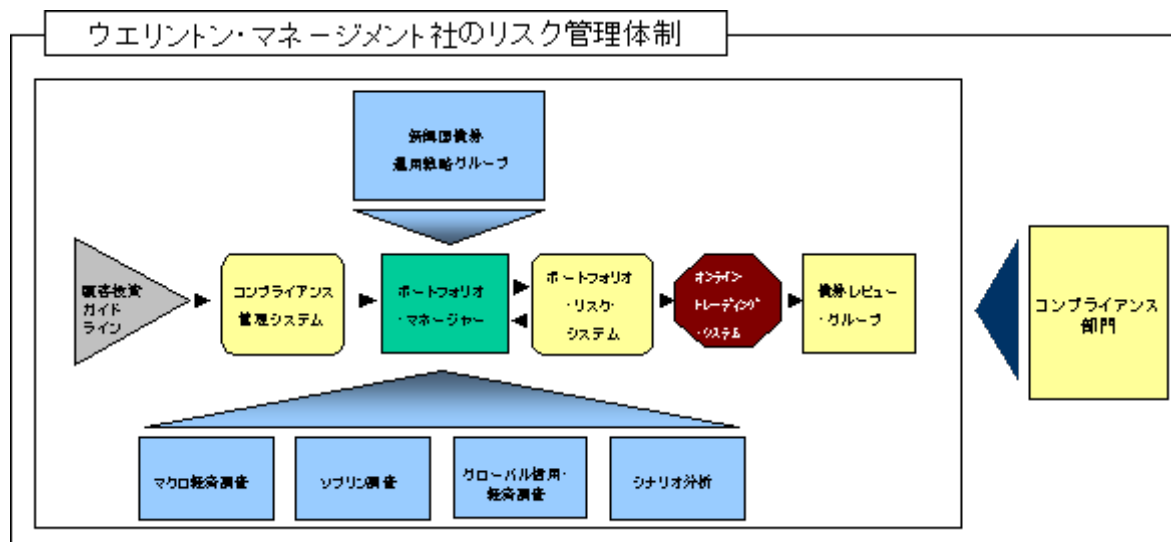 ウエリントン・マネージメント社のリスク管理体制
新興国債券
運用戦略グループ
顧客投資
ガイド
ライン
コンプライアンス
管理システム
ポートフォリオ
・マネージャー
ポートフォリオ
・リスク・
システム
オンライン
トレーディング
・システム
債券レビュー
・グループ
コンプライアンス
部門
マクロ経済調査
ソブリン調査
グローバル信用・
経済調査
シナリオ分析